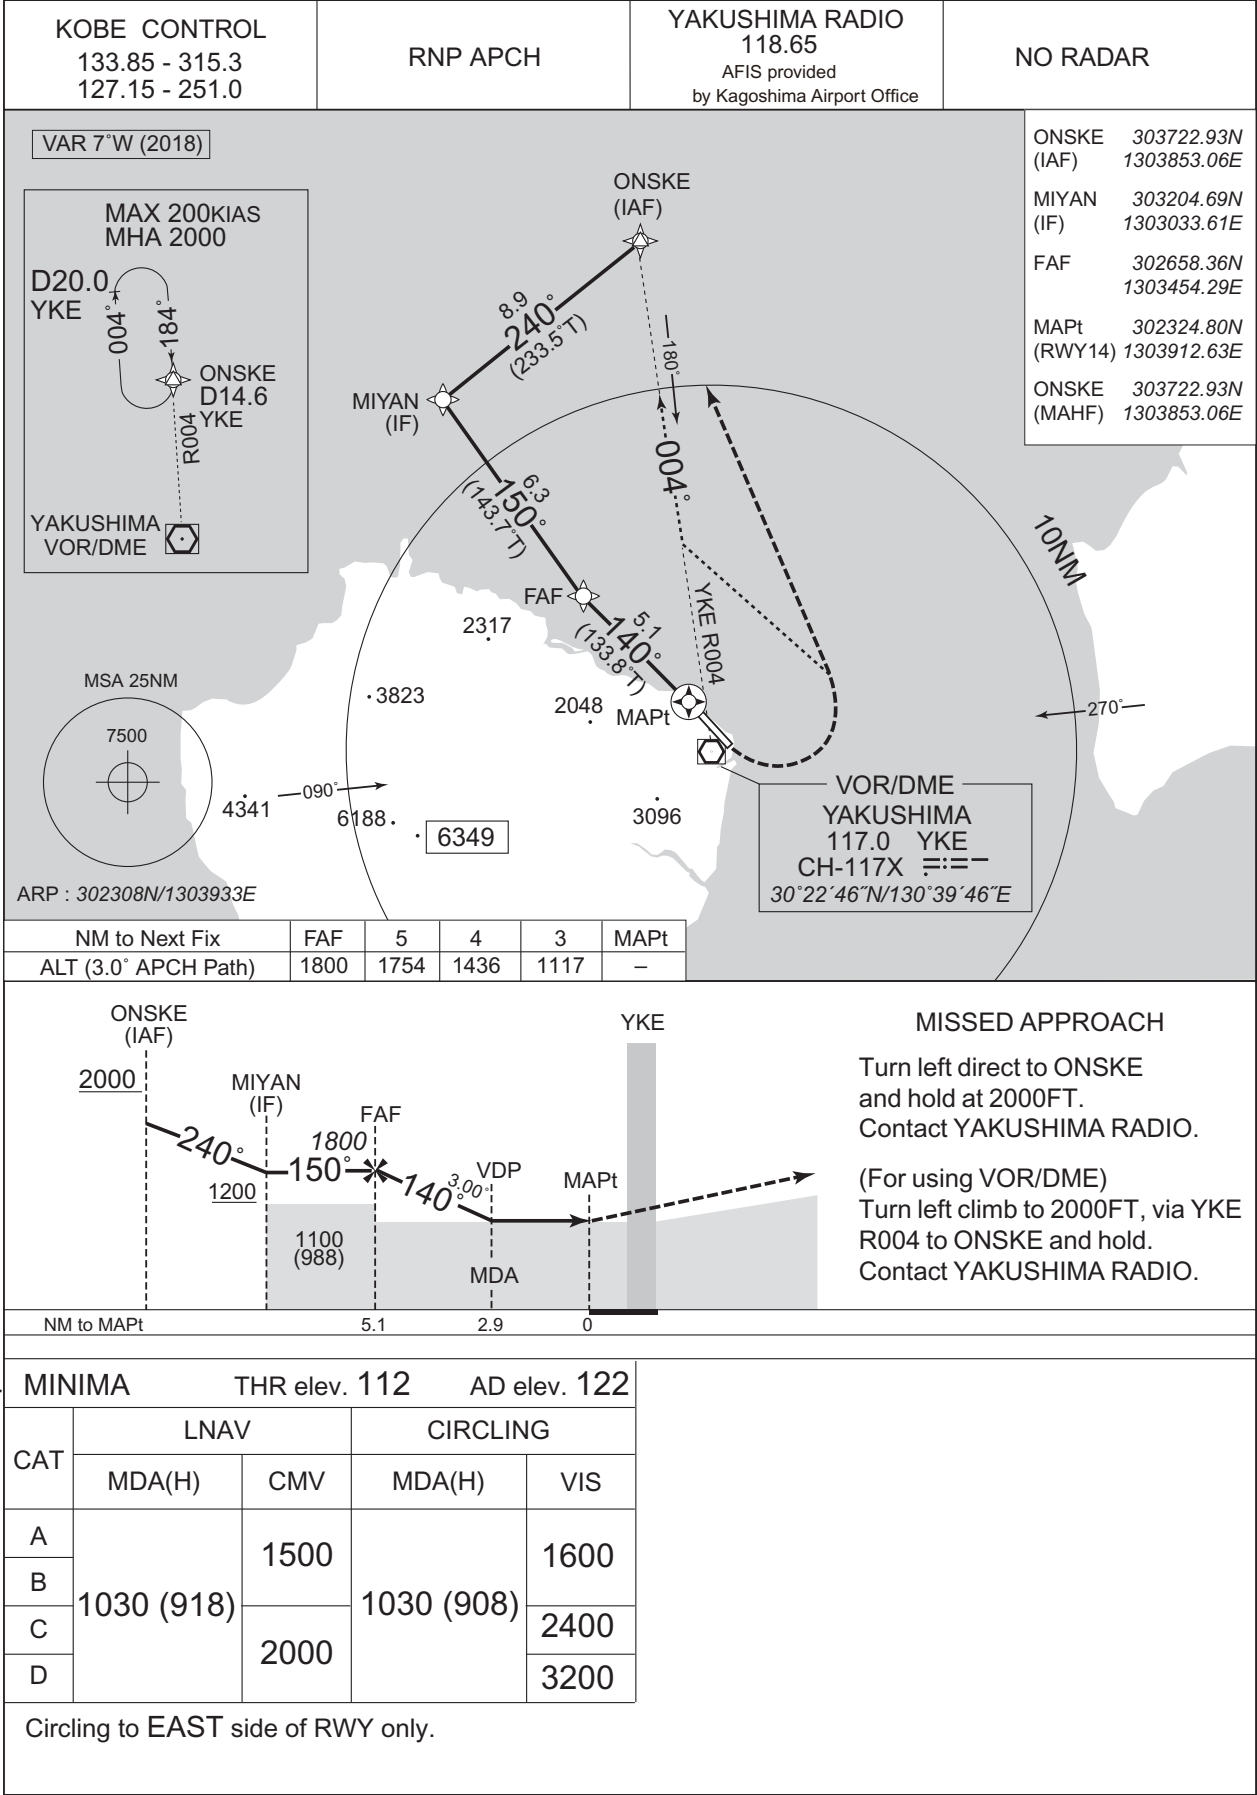 KOBE CONTROL
133.85 - 315.3
127.15 - 251.0
RNP APCH
YAKUSHIMA RADIO
118.65
AFIS provided
by Kagoshima Airport Office
NO RADAR
VAR 7°W (2018)
ONSKE 303722.93N
(IAF) 1303853.06E
MIYAN 303204.69N
(IF) 1303033.61E
FAF 302658.36N
1303454.29E
MAPt 302324.80N
(RWY14) 1303912.63E
ONSKE 303722.93N
(MAHF) 1303853.06E
MAX 200KIAS
MHA 2000
D20.0
YKE
004°
184°
ONSKE
D14.6
YKE
R004
YAKUSHIMA
VOR/DME
ONSKE
(IAF)
8.9
240°
(233.5°T)
180°
MIYAN
(IF)
004°
6.3
150°
(143.7°T)
10NM
FAF
5.1
140°
(133.8°T)
YKE R004
2317
3823
2048
MAPt
270°
MSA 25NM
7500
090°
4341
6188
6349
3096
VOR/DME
YAKUSHIMA
117.0 YKE
CH-117X
30°22´46˝N/130°39´46˝E
ARP : 302308N/1303933E
NM to Next Fix FAF 5 4 3 MAPt
ALT (3.0° APCH Path) 1800 1754 1436 1117 –
ONSKE
(IAF)
2000
MIYAN
(IF)
FAF
YKE
240°
1800
150°
1200
3.00°
140°
VDP
MAPt
1100
(988)
MDA
NM to MAPt 5.1 2.9 0
MISSED APPROACH
Turn left direct to ONSKE
and hold at 2000FT.
Contact YAKUSHIMA RADIO.
(For using VOR/DME)
Turn left climb to 2000FT, via YKE
R004 to ONSKE and hold.
Contact YAKUSHIMA RADIO.
MINIMA THR elev. 112 AD elev. 122
CAT LNAV CIRCLING
MDA(H) CMV MDA(H) VIS
A
B
C
D
1030 (918)
1500
2000
1030 (908)
1600
2400
3200
Circling to EAST side of RWY only.